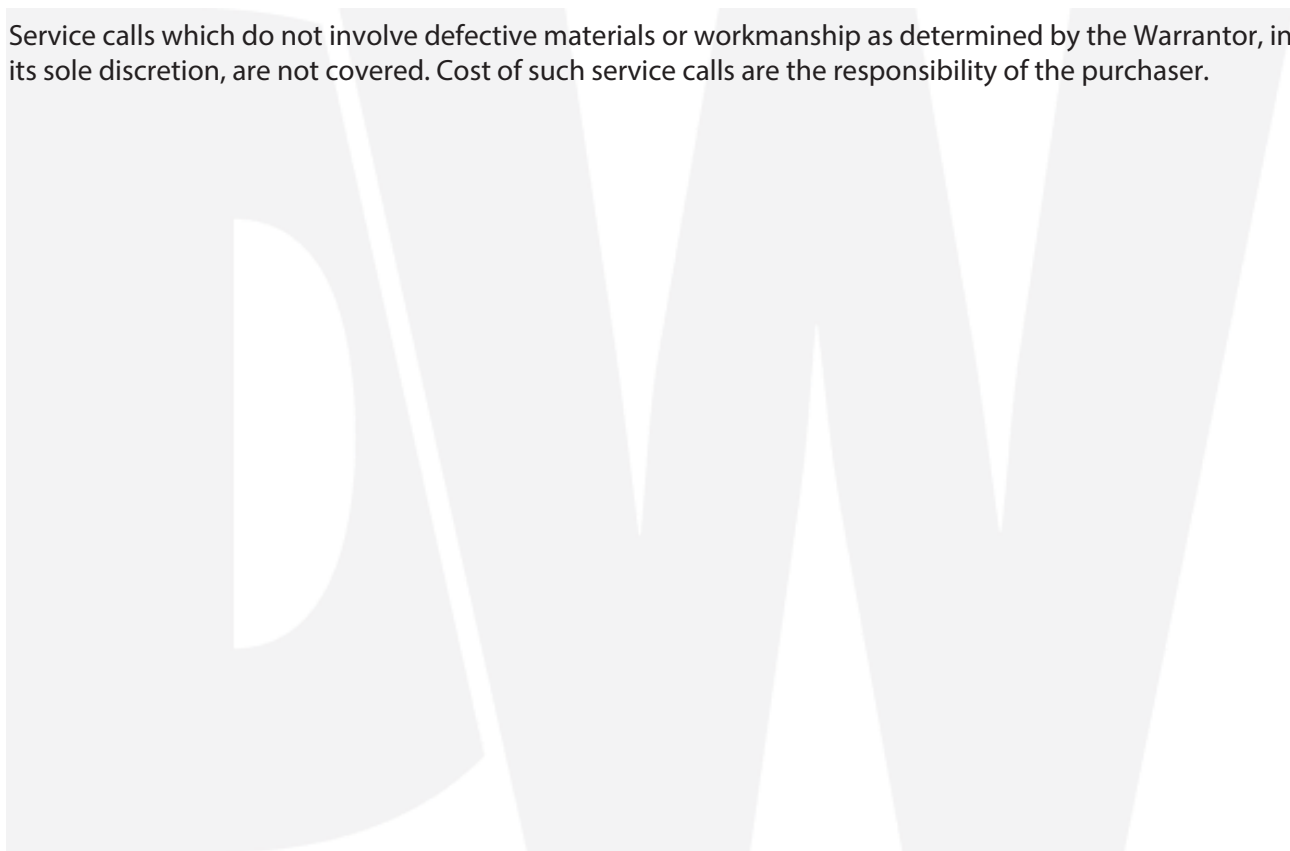 Service calls which do not involve defective materials or workmanship as determined by the Warrantor, in
its sole discretion, are not covered. Cost of such service calls are the responsibility of the purchaser.
DW